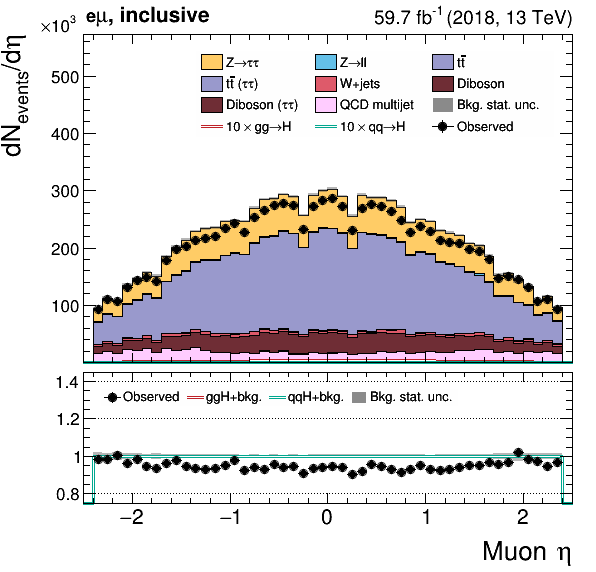 ×10³ eμ, inclusive 59.7 fb⁻¹ (2018, 13 TeV)
dN_events/dη
Z→ττ Z→ll tt̄
tt̄ (ττ) W+jets Diboson
Diboson (ττ) QCD multijet Bkg. stat. unc.
10 × gg→H 10 × qq→H Observed
500
400
300
200
100
1.4
Observed ggH+bkg. qqH+bkg. Bkg. stat. unc.
1.2
1
0.8
−2 −1 0 1 2
Muon η